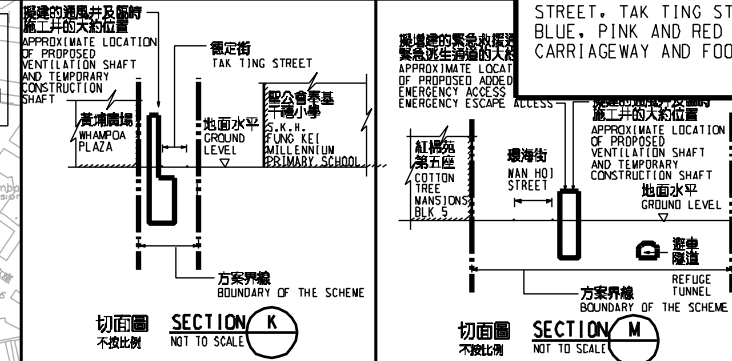 擬建的通風井及臨時
施工井的大約位置
APPROXIMATE LOCATION
OF PROPOSED
VENTILATION SHAFT
AND TEMPORARY
CONSTRUCTION
SHAFT
德定街
TAK TING STREET
黃埔廣場
WHAMPOA
PLAZA
地面水平
GROUND
LEVEL
聖公會奉基
千禧小學
S.K.H.
FUNG KEI
MILLENNIUM
PRIMARY SCHOOL
方案界線
BOUNDARY OF THE SCHEME
切面圖 SECTION K
不按比例 NOT TO SCALE
STREET, TAK TING ST
BLUE, PINK AND RED
CARRIAGEWAY AND FOO
擬增建的緊急救援
緊急逃生通道的大約
APPROXIMATE LOCAT
OF PROPOSED ADDED
EMERGENCY ACCESS
EMERGENCY ESCAPE ACCESS
擬建的通風井及臨時
施工井的大約位置
APPROXIMATE LOCATION
OF PROPOSED
VENTILATION SHAFT
AND TEMPORARY
CONSTRUCTION SHAFT
紅棉苑
第五座
COTTON
TREE
MANSIONS
BLK 5
環海街
WAN HOI
STREET
地面水平
GROUND LEVEL
避車
隧道
REFUGE
TUNNEL
方案界線
BOUNDARY OF THE SCHEME
切面圖 SECTION M
不按比例 NOT TO SCALE